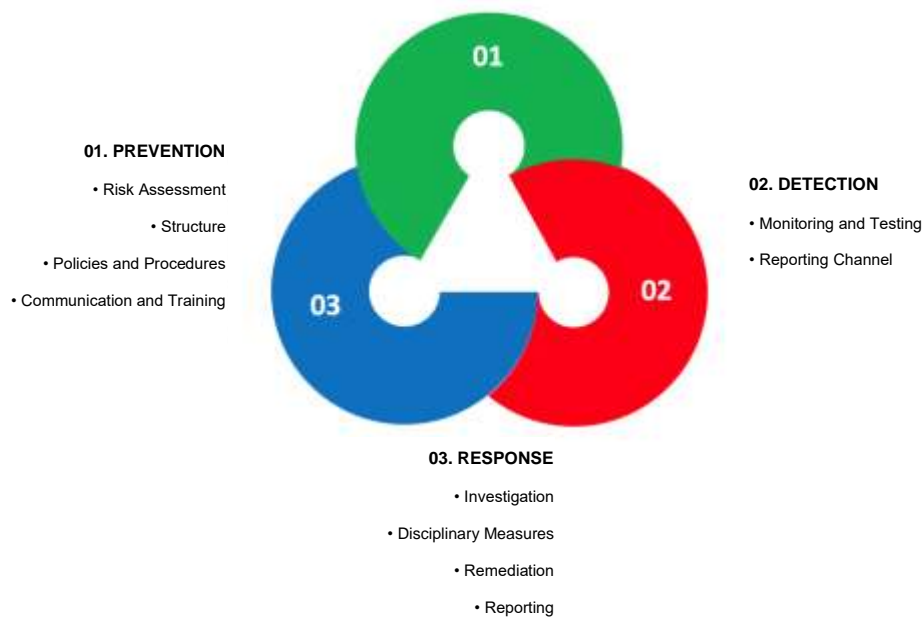 01
01. PREVENTION
• Risk Assessment
• Structure
• Policies and Procedures
• Communication and Training
02. DETECTION
• Monitoring and Testing
• Reporting Channel
03
02
03. RESPONSE
• Investigation
• Disciplinary Measures
• Remediation
• Reporting